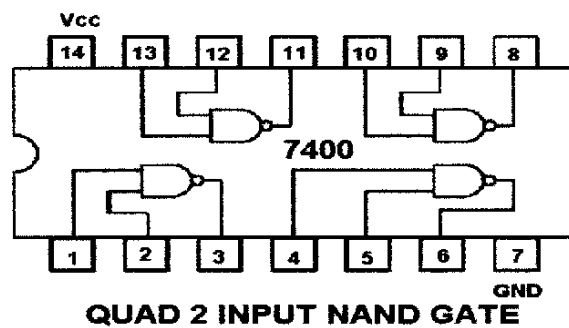 Vcc
14 13 12 11 10 9 8
7400
1 2 3 4 5 6 7
GND
QUAD 2 INPUT NAND GATE